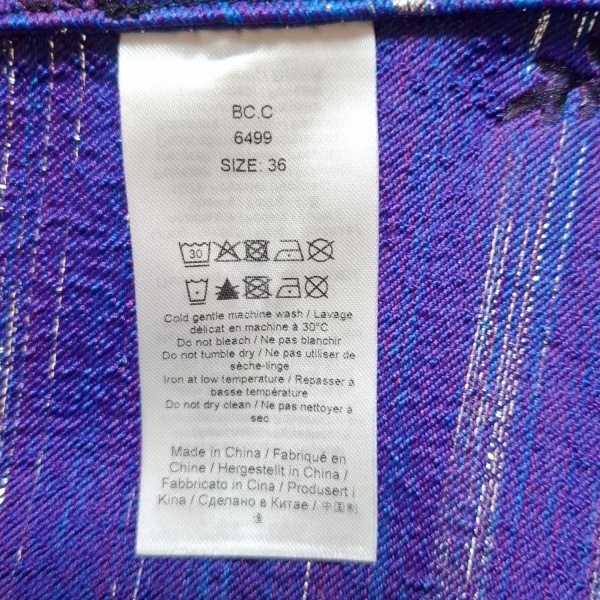 BC.C
6499
SIZE: 36
30
Cold gentle machine wash / Lavage
délicat en machine à 30°C
Do not bleach / Ne pas blanchir
Do not tumble dry / Ne pas utiliser de
sèche-linge
Iron at low temperature / Repasser à
basse température
Do not dry clean / Ne pas nettoyer à
sec
Made in China / Fabriqué en
Chine / Hergestellt in China /
Fabbricato in Cina / Produsert i
Kina / Сделано в Китае / 中国制
造